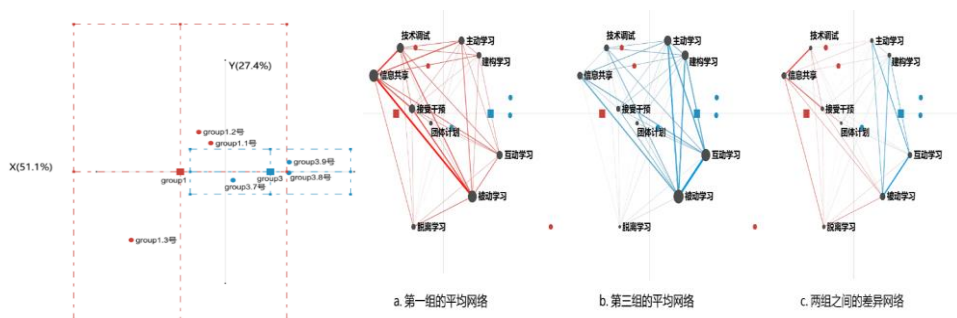 Y(27.4%)
group1.2号
group1.1号
X(51.1%)
group1
group3
group3.9号
group3.8号
group3.7号
group1.3号
技术调试
主动学习
建构学习
信息共享
接受干预
团体计划
互动学习
被动学习
脱离学习
a. 第一组的平均网络
技术调试
主动学习
建构学习
信息共享
接受干预
团体计划
互动学习
被动学习
脱离学习
b. 第三组的平均网络
技术调试
主动学习
建构学习
信息共享
接受干预
团体计划
互动学习
被动学习
脱离学习
c. 两组之间的差异网络